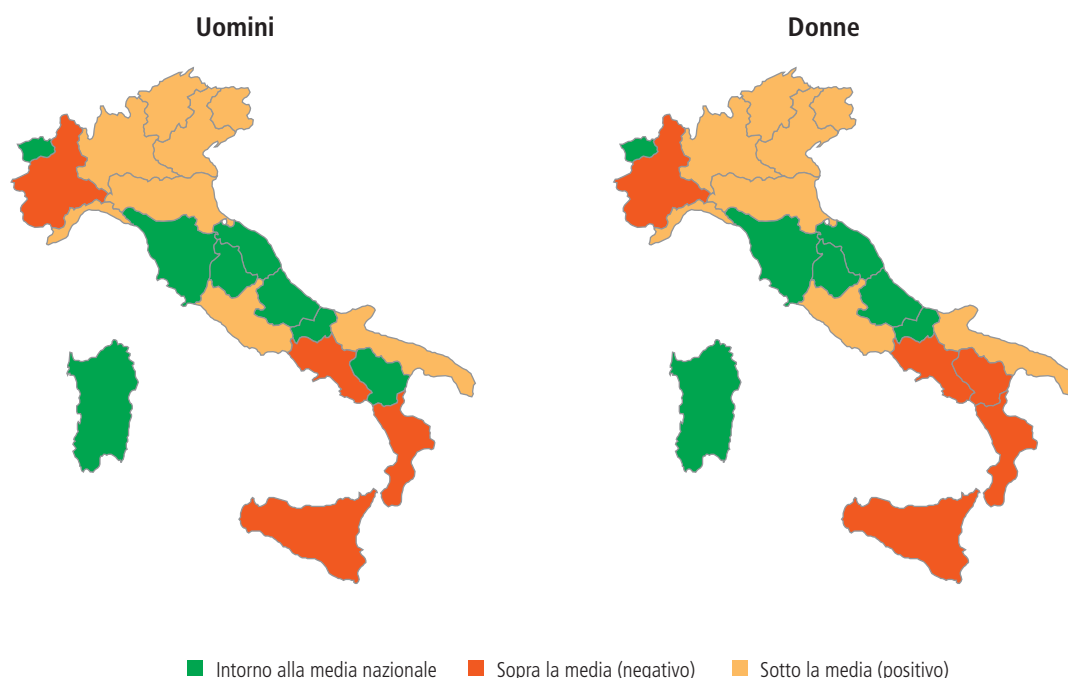 Uomini
Donne
Intorno alla media nazionale
Sopra la media (negativo)
Sotto la media (positivo)